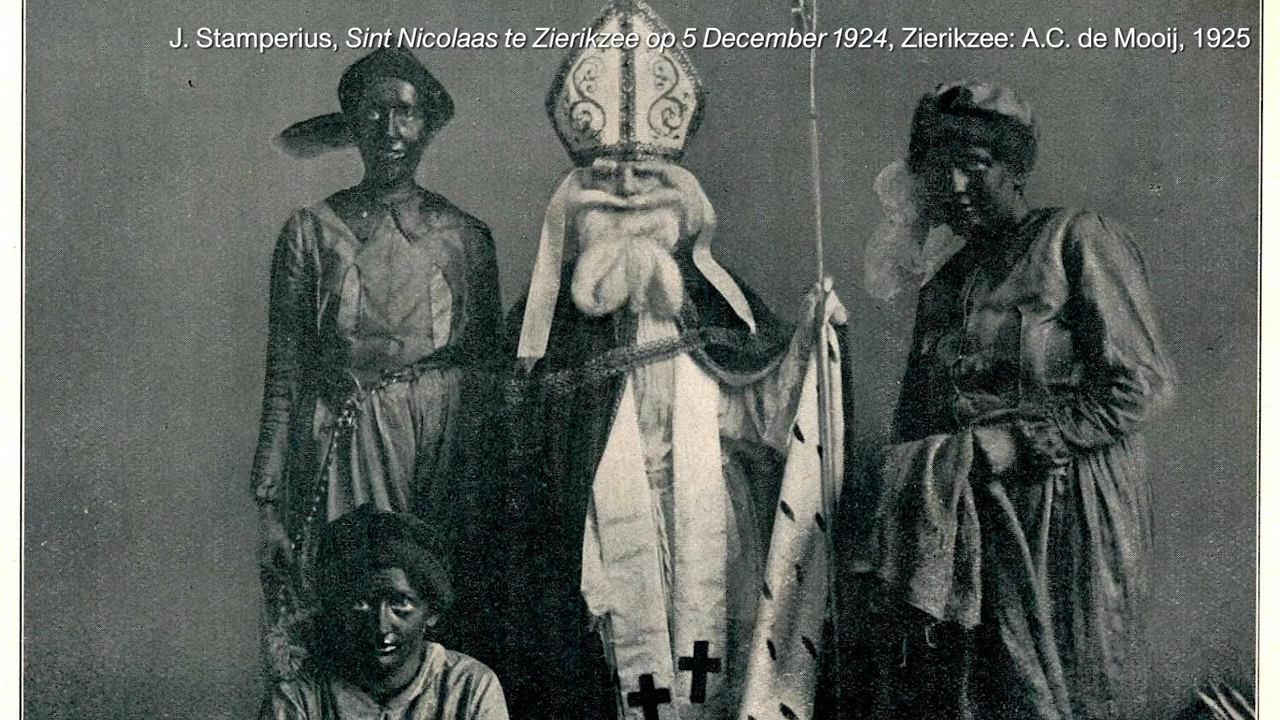 J. Stamperius, Sint Nicolaas te Zierikzee op 5 December 1924, Zierikzee: A.C. de Mooij, 1925